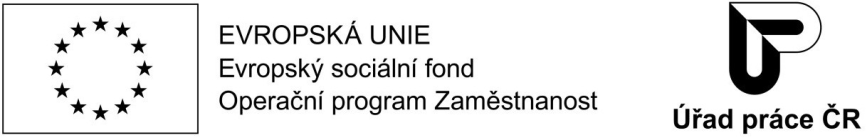 EVROPSKÁ UNIE
Evropský sociální fond
Operační program Zaměstnanost
Úřad práce ČR